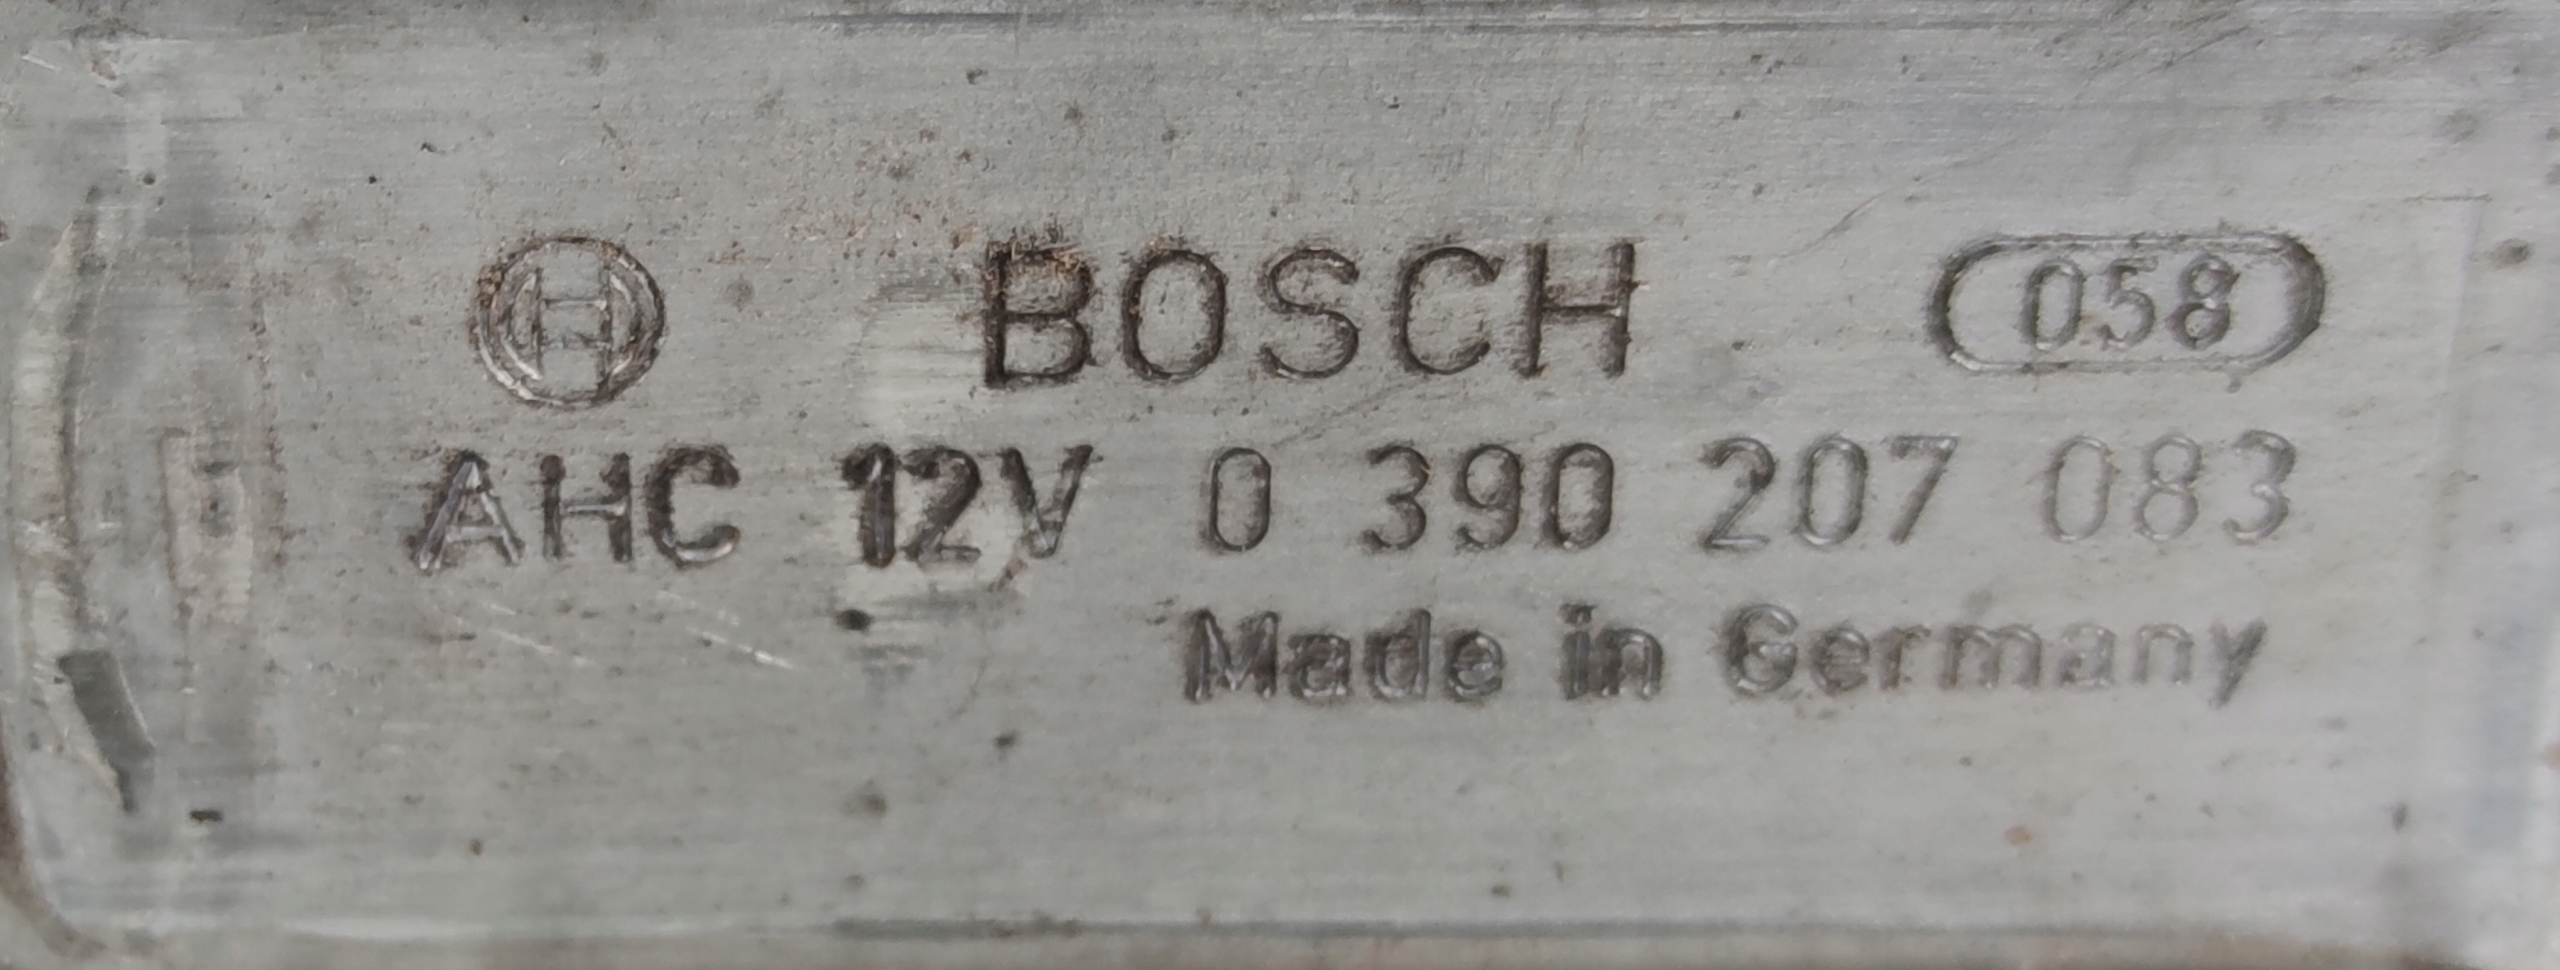 BOSCH 058
AHC 12V 0 390 207 083
Made in Germany